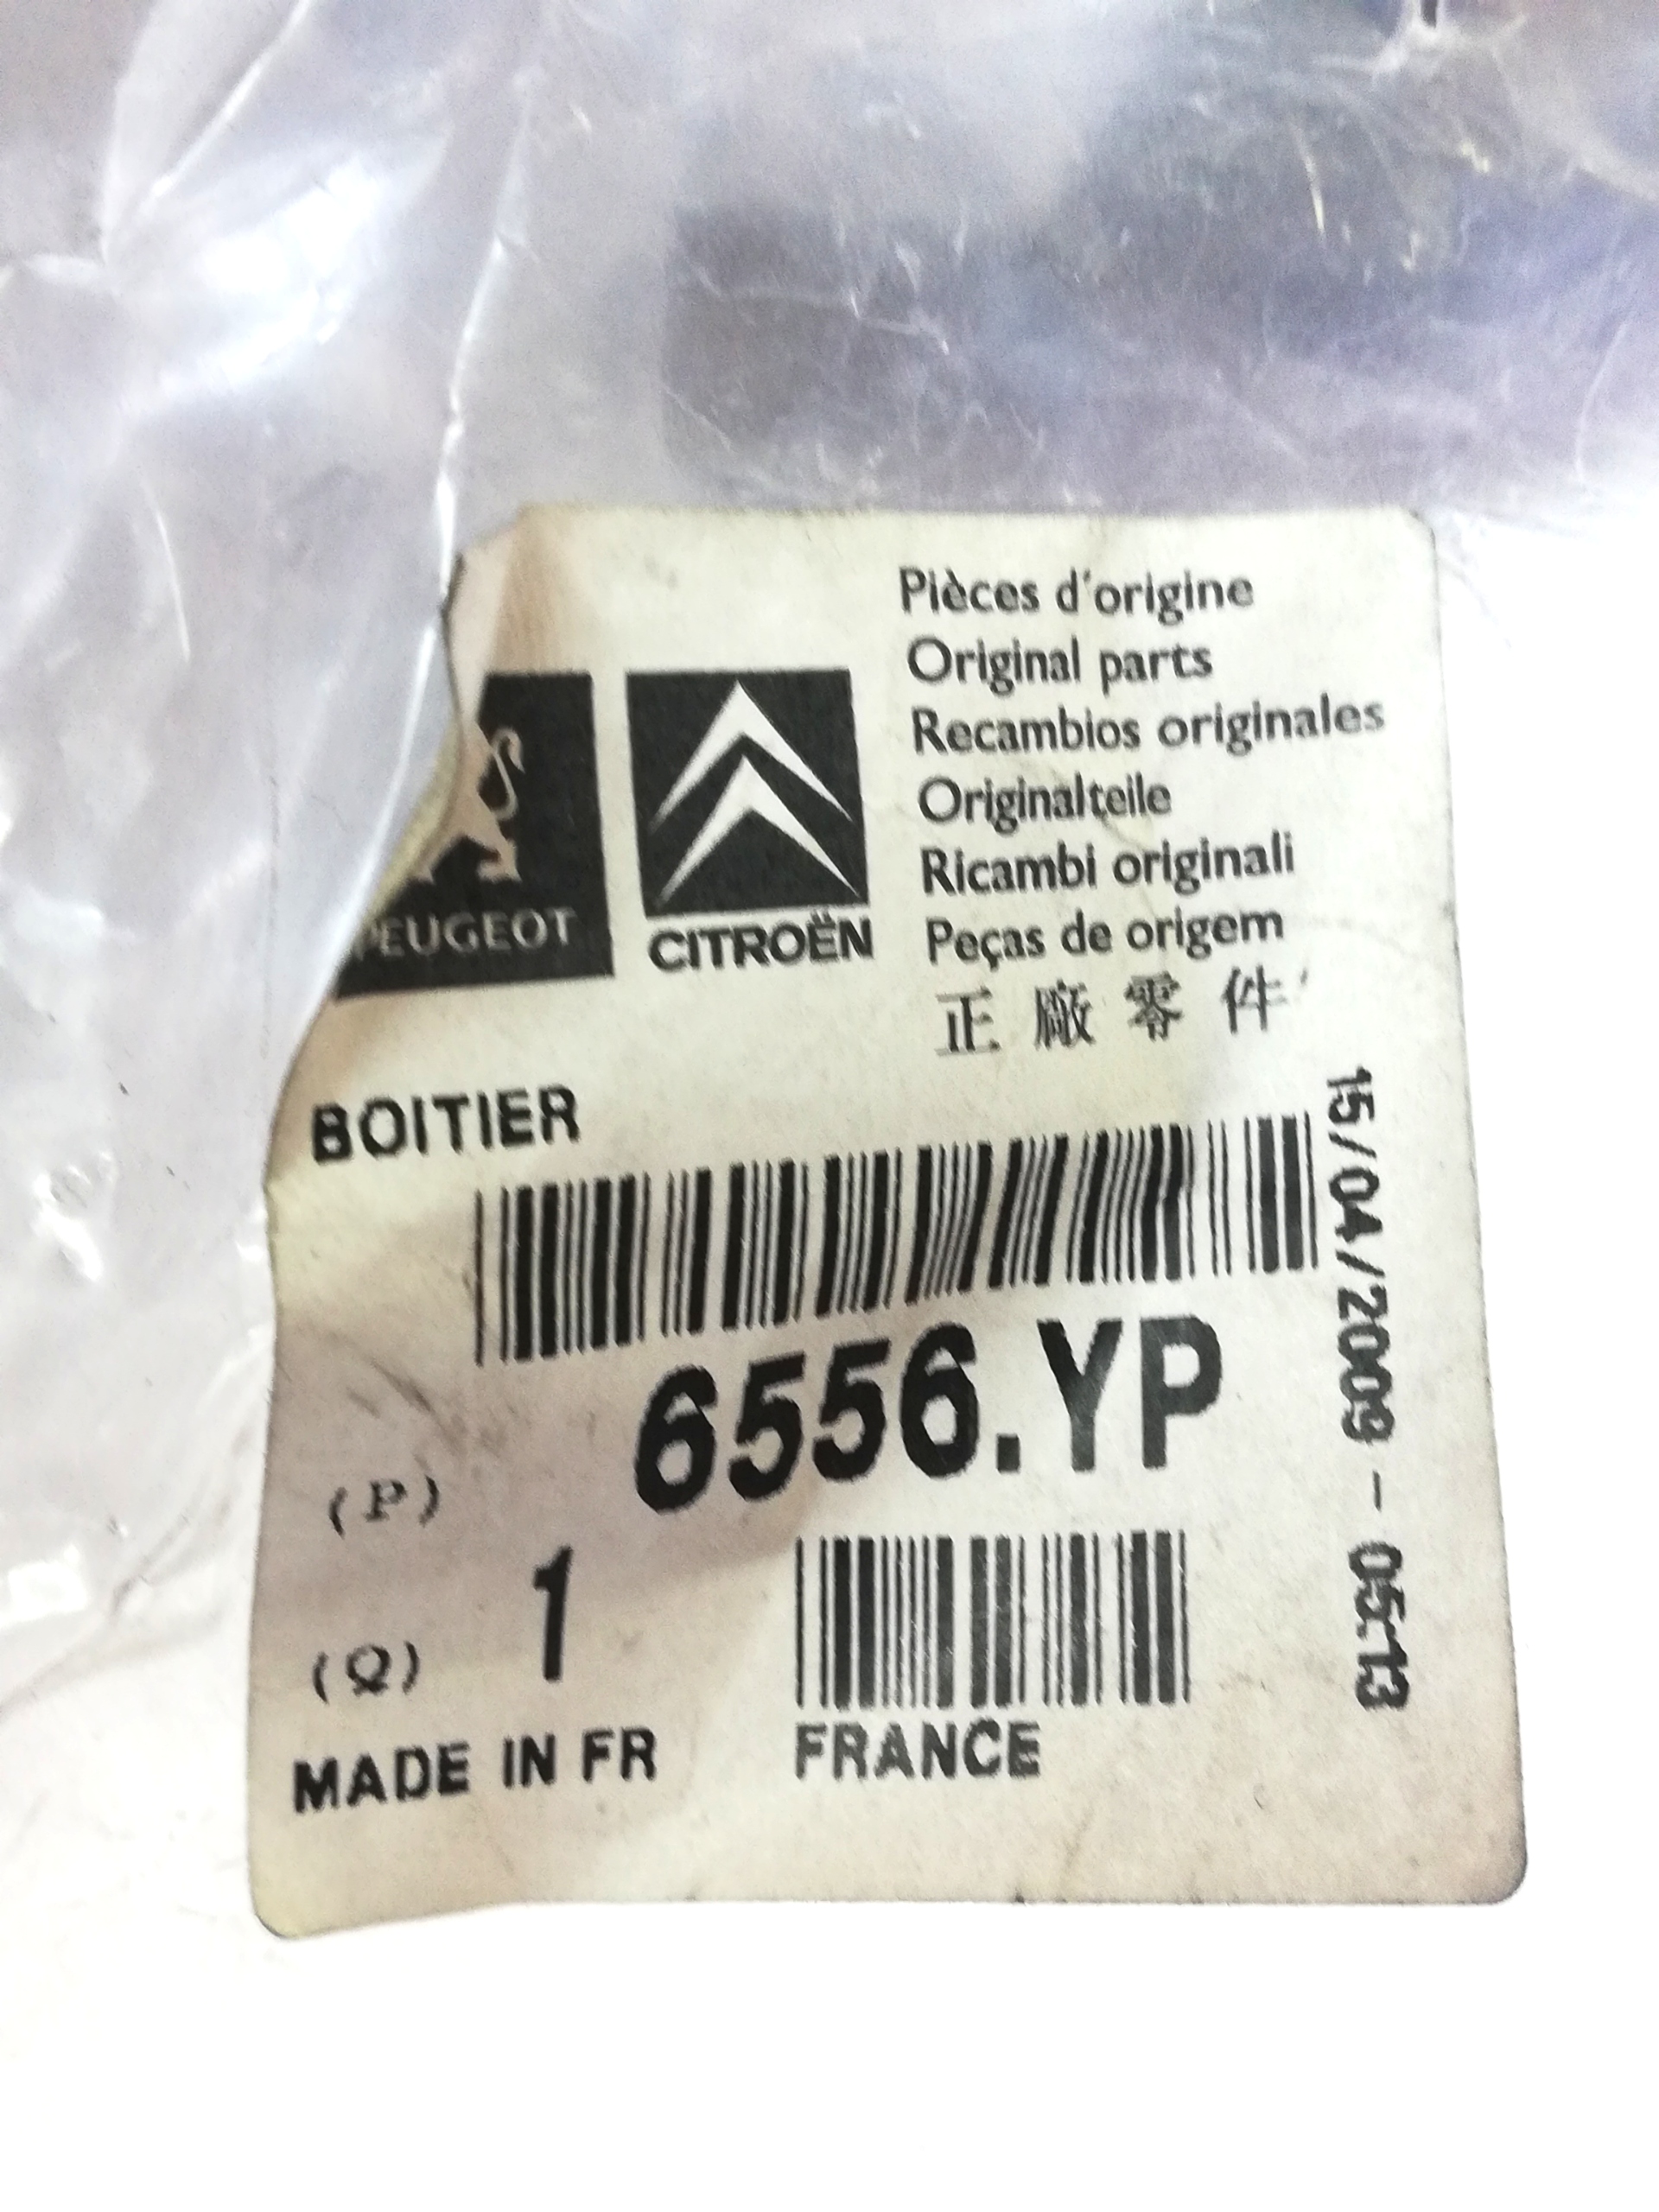 Pièces d'origine
Original parts
Recambios originales
Originalteile
Ricambi originali
Peças de origem
正廠零件
PEUGEOT
CITROËN
BOITIER
15/04/2009 - 05:13
6556.YP
(P)
(Q) 1
MADE IN FR FRANCE